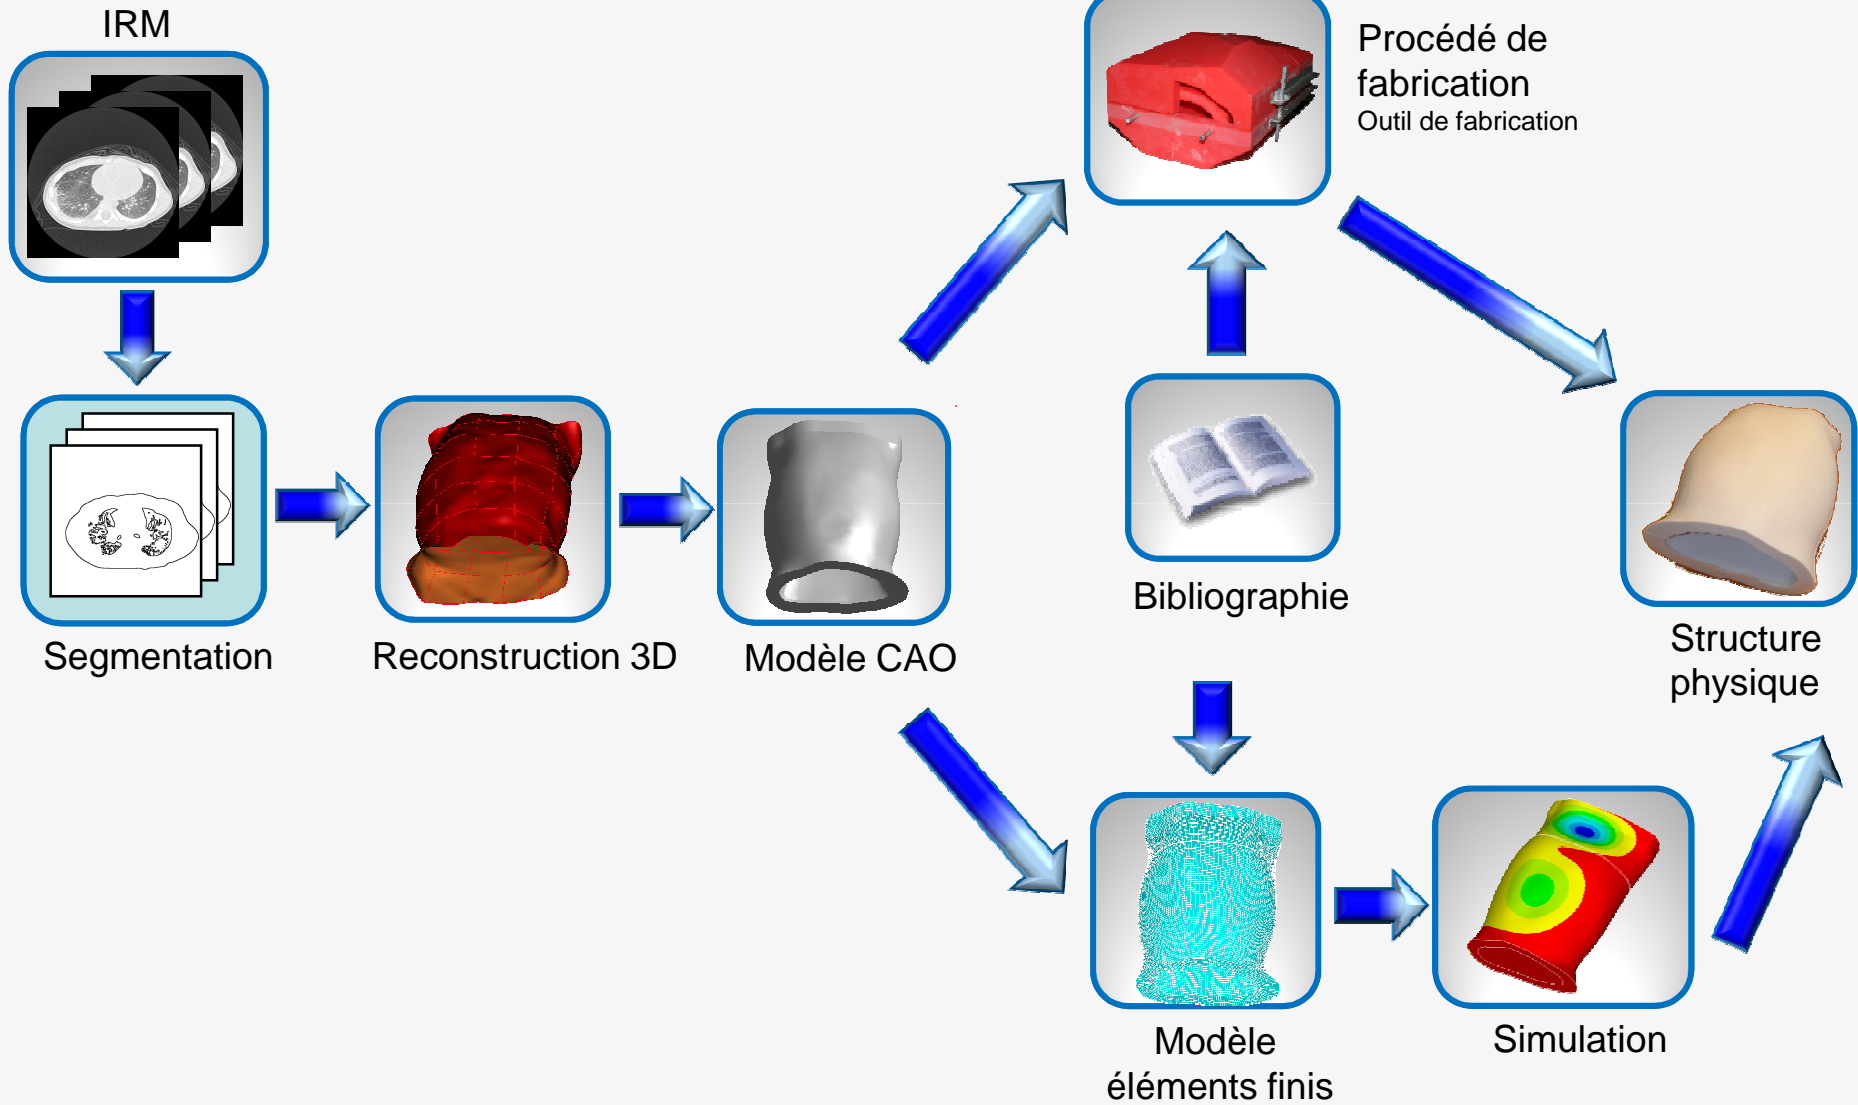 IRM
Procédé de
fabrication
Outil de fabrication
Segmentation
Reconstruction 3D
Modèle CAO
Bibliographie
Structure
physique
Modèle
éléments finis
Simulation